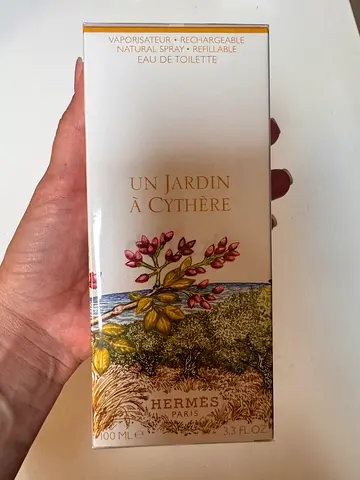 VAPORISATEUR • RECHARGEABLE
NATURAL SPRAY • REFILLABLE
EAU DE TOILETTE
UN JARDIN
À CYTHÈRE
HERMÈS
PARIS
100 ML ℮ 3.3 FL.OZ